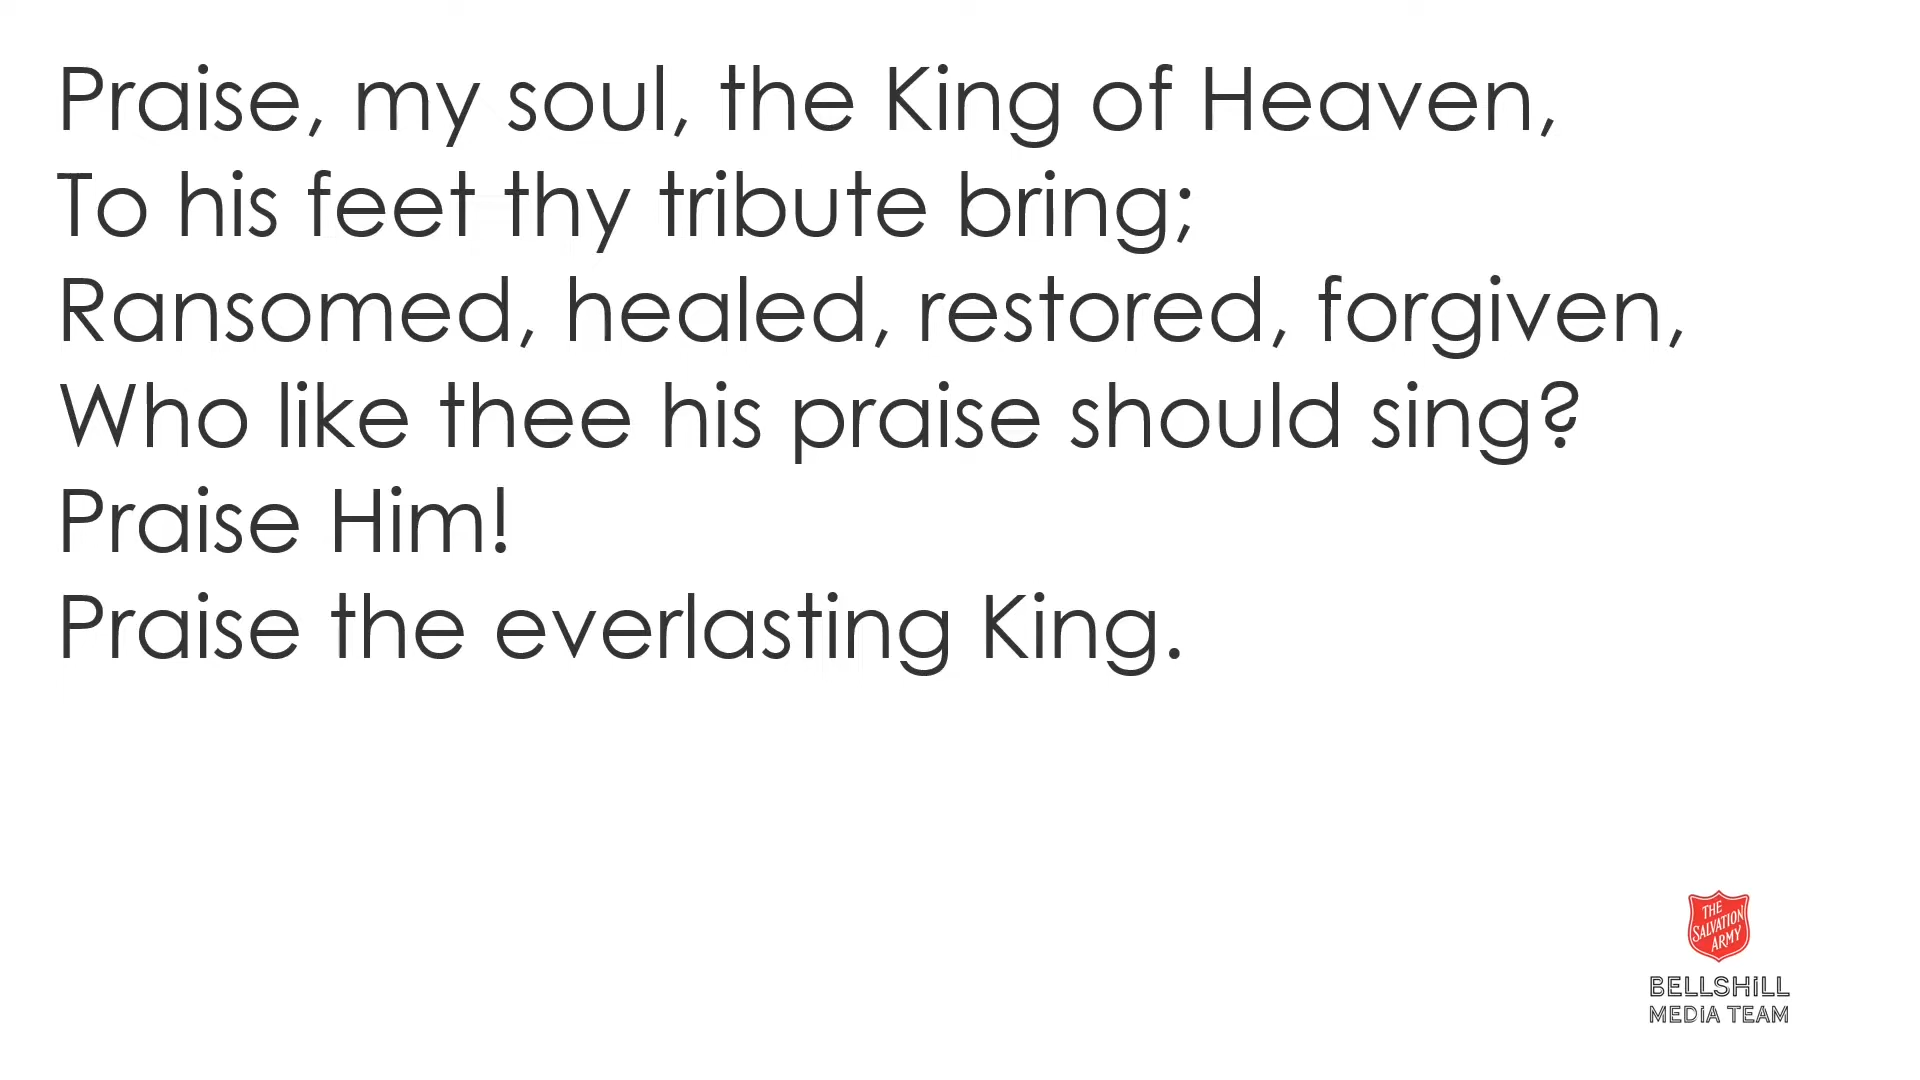 Praise, my soul, the King of Heaven,
To his feet thy tribute bring;
Ransomed, healed, restored, forgiven,
Who like thee his praise should sing?
Praise Him!
Praise the everlasting King.
THE
SALVATION
ARMY
BELLSHiLL
MEDiA TEAM